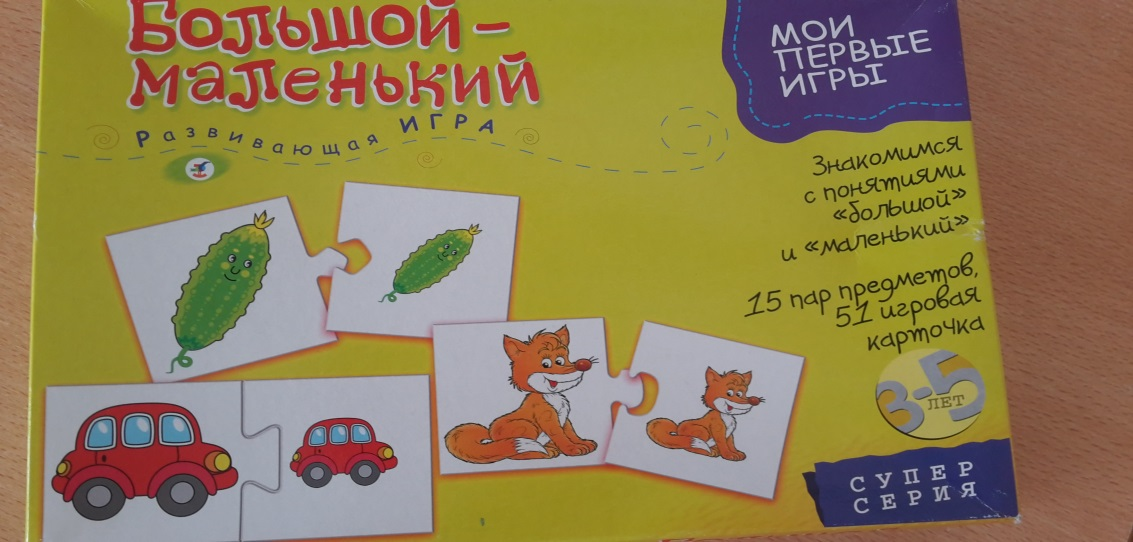 Большой –
маленький
Развивающая ИГРА
МОИ
ПЕРВЫЕ
ИГРЫ
Знакомимся
с понятиями
«большой»
и «маленький»
15 пар предметов,
51 игровая
карточка
3-5
ЛЕТ
СУПЕР
СЕРИЯ